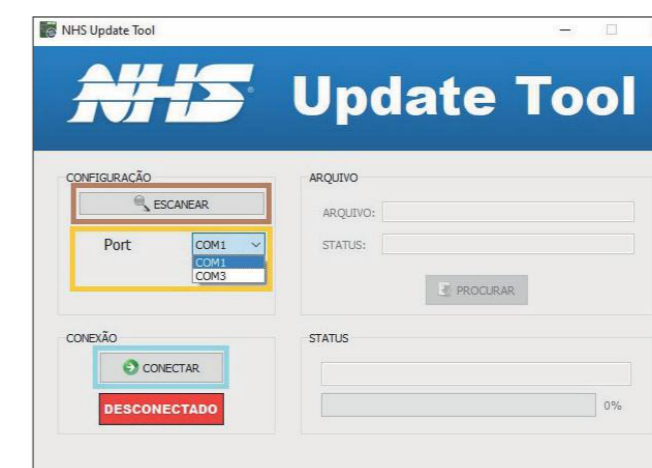 NHS Update Tool
NHS Update Tool
CONFIGURAÇÃO
ESCANEAR
Port COM1
COM1
COM3
ARQUIVO
ARQUIVO:
STATUS:
PROCURAR
CONEXÃO
CONECTAR
DESCONECTADO
STATUS
0%